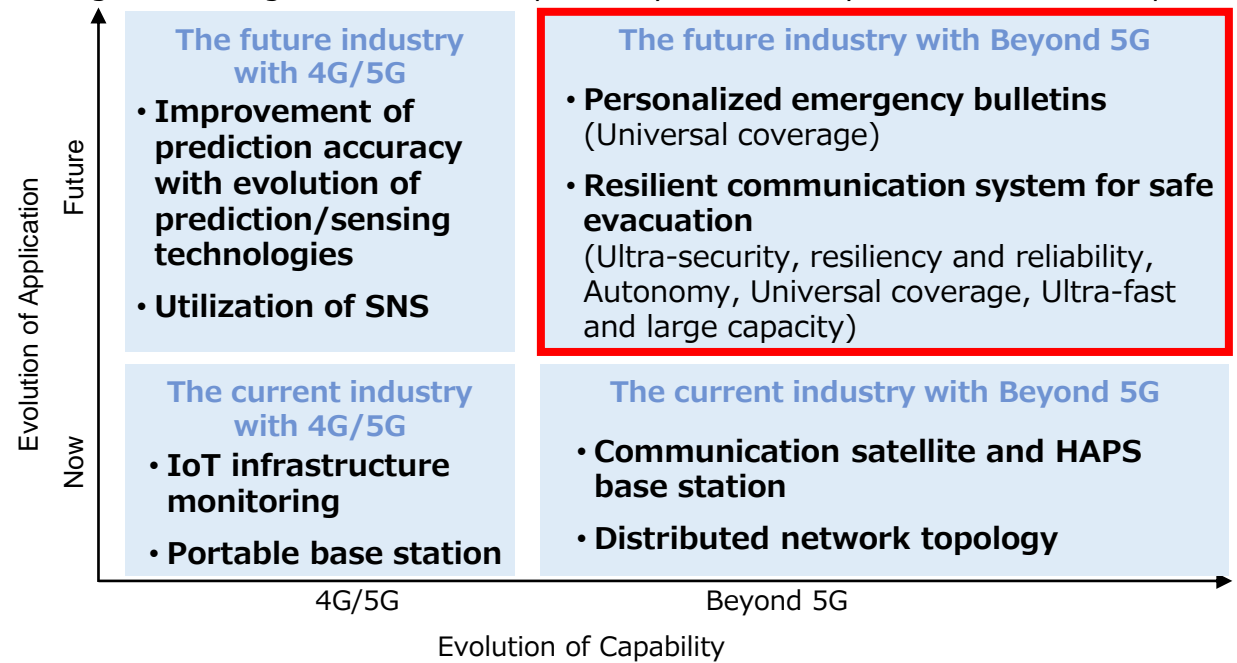 The future industry
with 4G/5G
• Improvement of
prediction accuracy
with evolution of
prediction/sensing
technologies
• Utilization of SNS
The future industry with Beyond 5G
• Personalized emergency bulletins
(Universal coverage)
• Resilient communication system for safe
evacuation
(Ultra-security, resiliency and reliability,
Autonomy, Universal coverage, Ultra-fast
and large capacity)
The current industry
with 4G/5G
• IoT infrastructure
monitoring
• Portable base station
The current industry with Beyond 5G
• Communication satellite and HAPS
base station
• Distributed network topology
Evolution of Application
Future
Now
4G/5G
Beyond 5G
Evolution of Capability